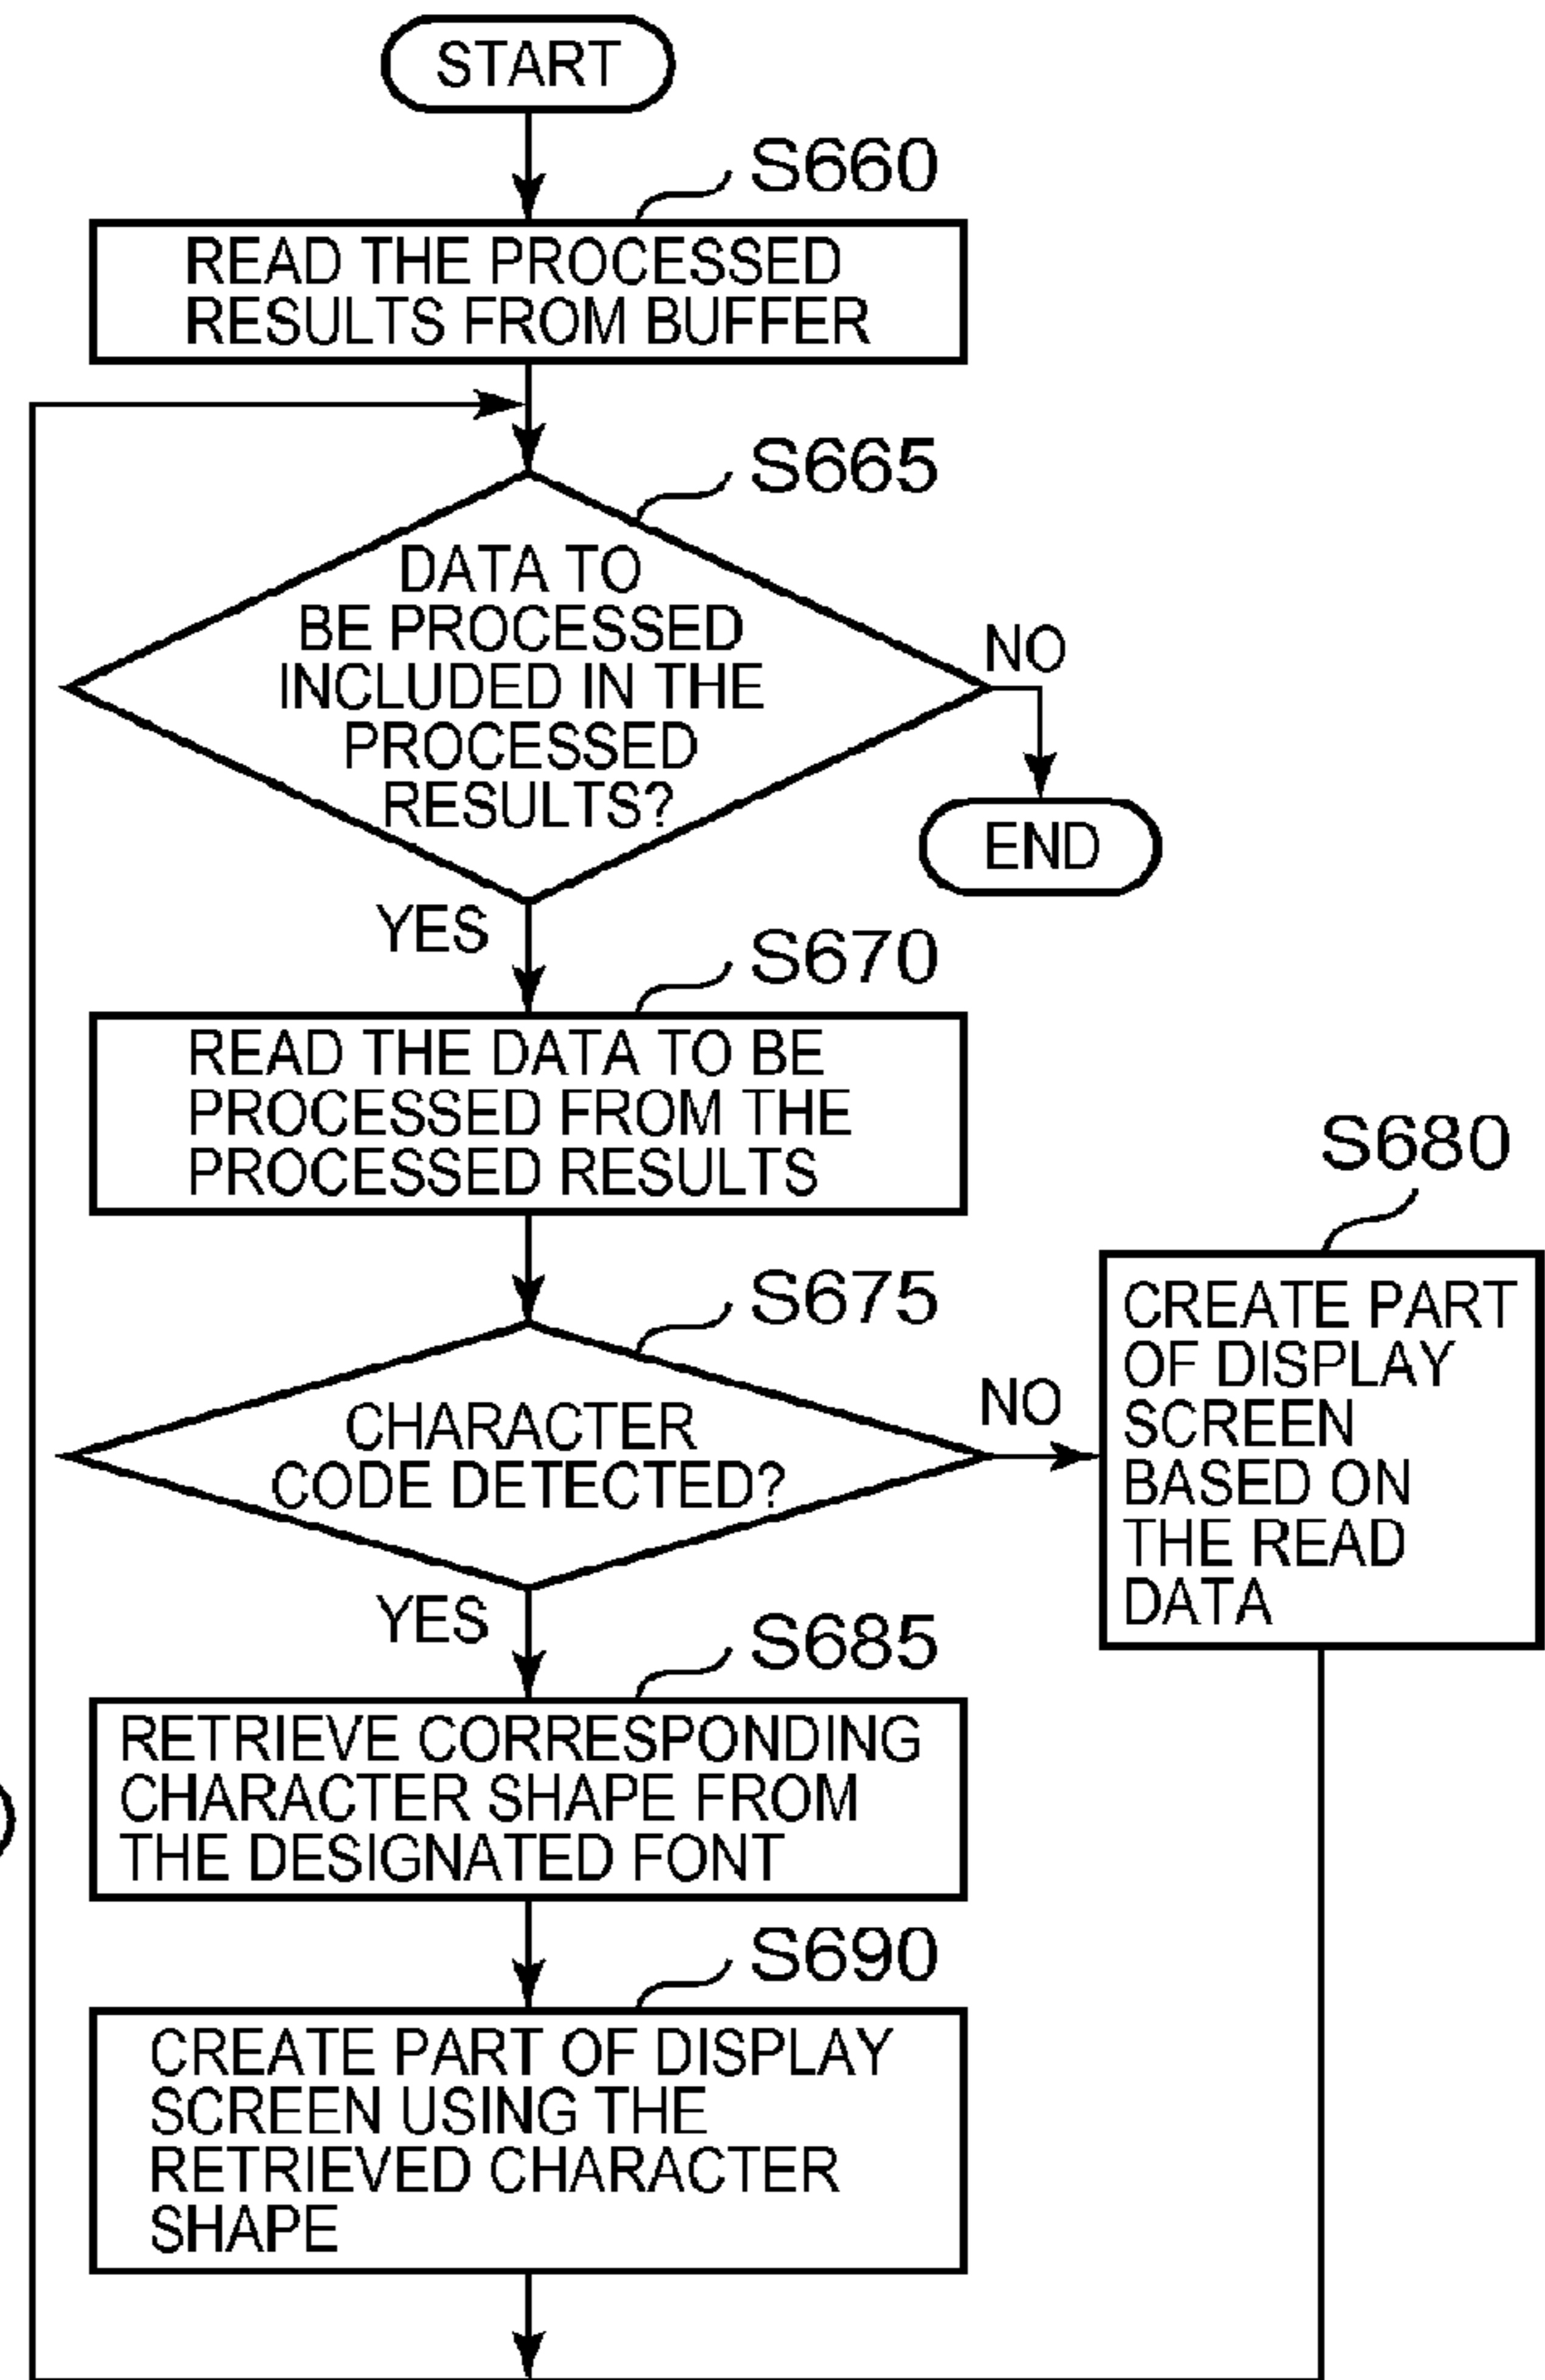 START
S660
READ THE PROCESSED
RESULTS FROM BUFFER
S665
DATA TO
BE PROCESSED
INCLUDED IN THE
PROCESSED
RESULTS?
NO
END
YES
S670
READ THE DATA TO BE
PROCESSED FROM THE
PROCESSED RESULTS
S675
CHARACTER
CODE DETECTED?
NO
S680
CREATE PART
OF DISPLAY
SCREEN
BASED ON
THE READ
DATA
YES
S685
RETRIEVE CORRESPONDING
CHARACTER SHAPE FROM
THE DESIGNATED FONT
S690
CREATE PART OF DISPLAY
SCREEN USING THE
RETRIEVED CHARACTER
SHAPE